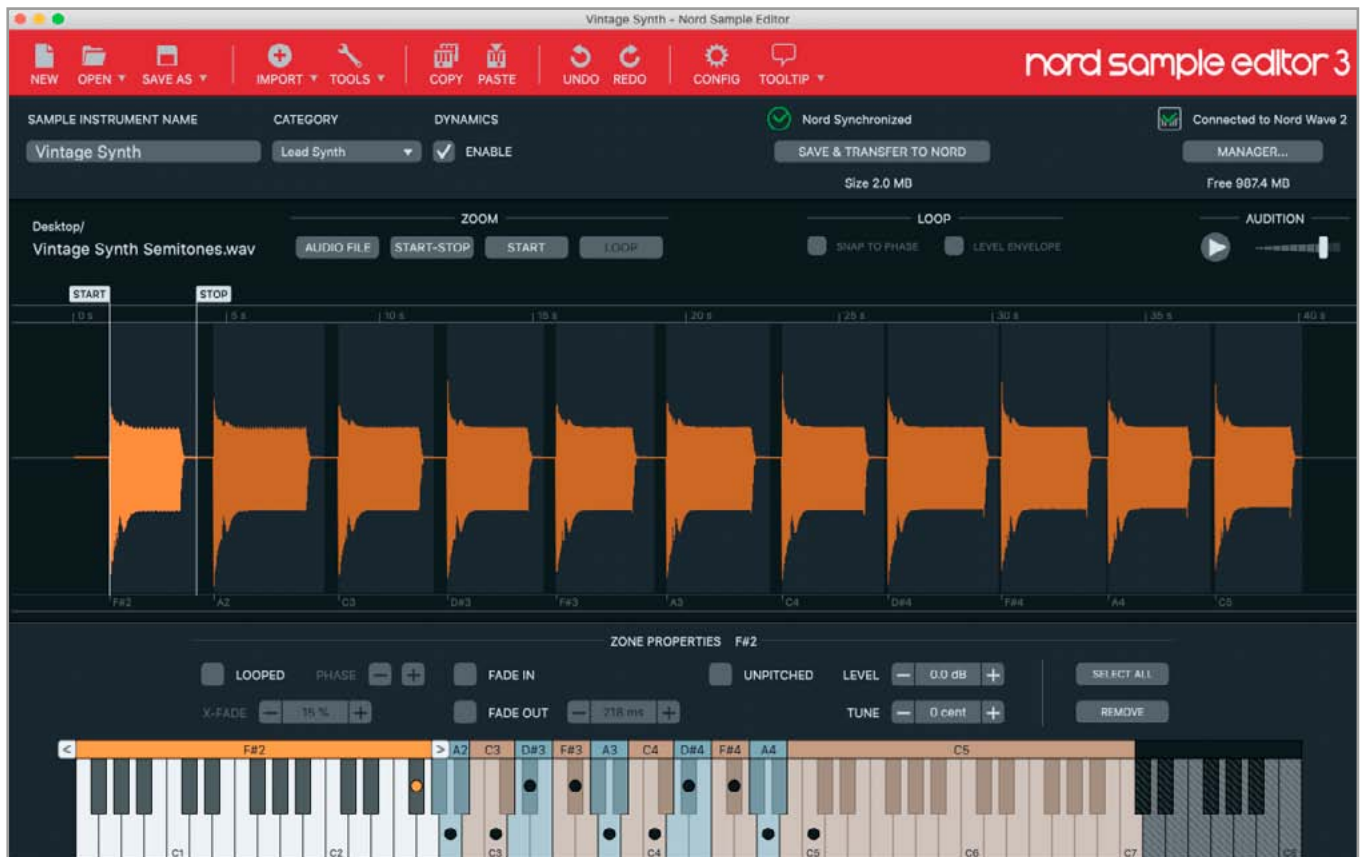 Vintage Synth - Nord Sample Editor
NEW OPEN SAVE AS IMPORT TOOLS COPY PASTE UNDO REDO CONFIG TOOLTIP nord sample editor 3
SAMPLE INSTRUMENT NAME CATEGORY DYNAMICS Nord Synchronized Connected to Nord Wave 2
Vintage Synth Lead Synth ENABLE SAVE & TRANSFER TO NORD MANAGER...
Size 2.0 MB Free 987.4 MB
Desktop/ ZOOM LOOP AUDITION
Vintage Synth Semitones.wav AUDIO FILE START-STOP START LOOP SNAP TO PHASE LEVEL ENVELOPE
START STOP
0 s 5 s 10 s 15 s 20 s 25 s 30 s 35 s 40 s
F#2 A2 C3 D#3 F#3 A3 C4 D#4 F#4 A4 C5
ZONE PROPERTIES F#2
LOOPED PHASE - + FADE IN UNPITCHED LEVEL - 0.0 dB + SELECT ALL
X-FADE - 15 % + FADE OUT - 218 ms + TUNE - 0 cent + REMOVE
< F#2 > A2 C3 D#3 F#3 A3 C4 D#4 F#4 A4 C5
C1 C2 C3 C4 C5 C6 C7 C8